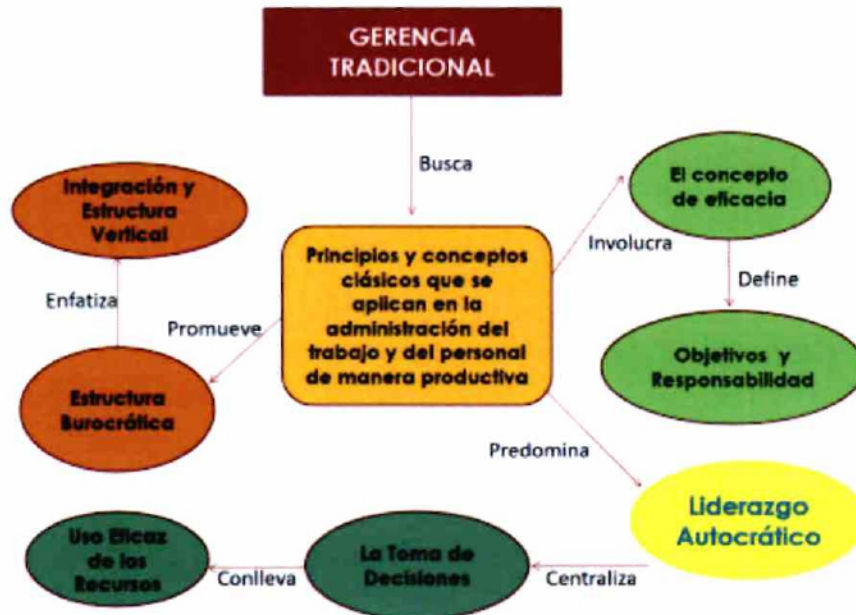 GERENCIA
TRADICIONAL
Busca
Integración y
Estructura
Vertical
El concepto
de eficacia
Principios y conceptos
clásicos que se
aplican en la
administración del
trabajo y del personal
de manera productiva
Involucra
Define
Enfatiza
Promueve
Objetivos y
Responsabilidad
Estructura
Burocrática
Predomina
Liderazgo
Autocrático
Uso Eficaz
de los
Recursos
Conlleva
La Toma de
Decisiones
Centraliza